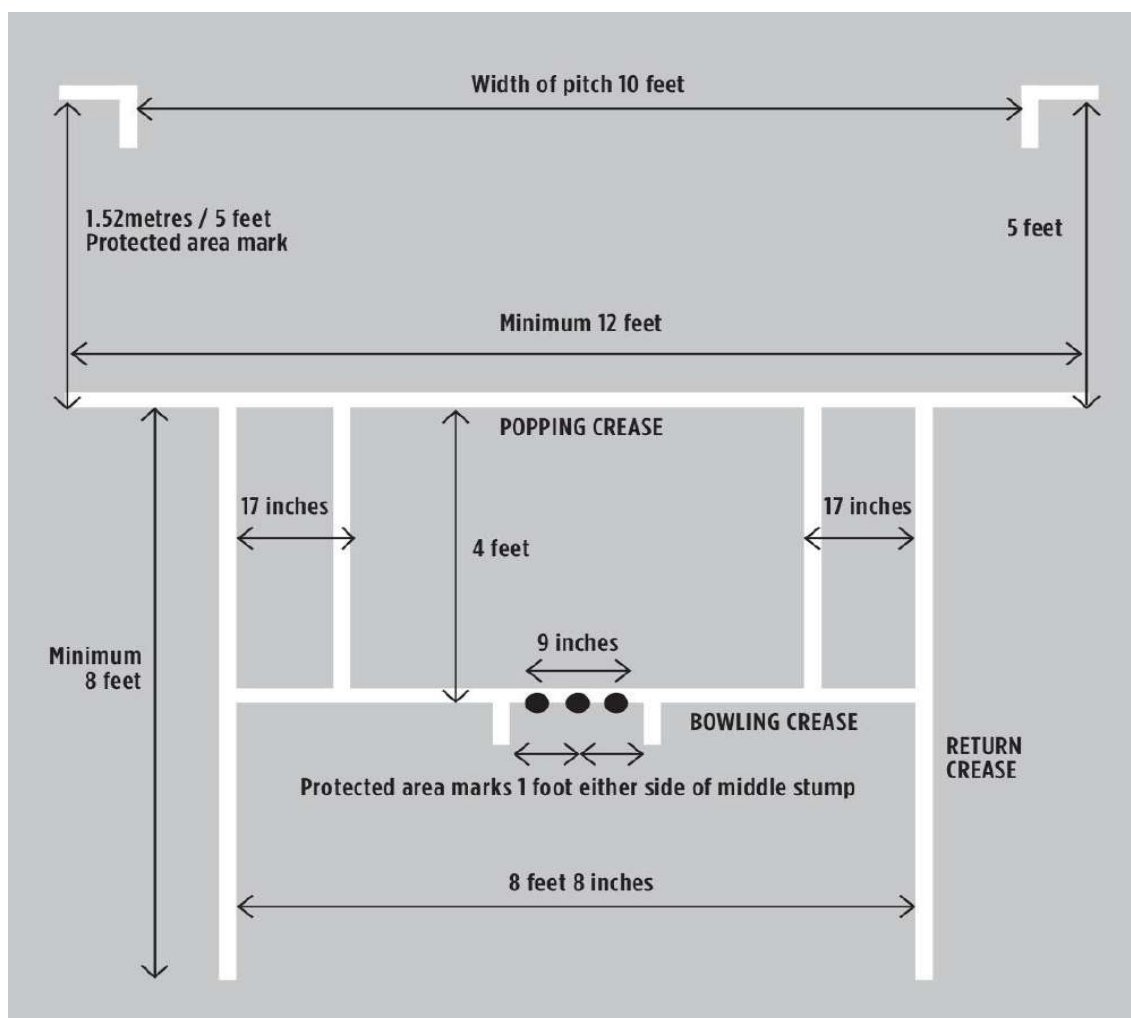 Width of pitch 10 feet
1.52metres / 5 feet
Protected area mark
5 feet
Minimum 12 feet
POPPING CREASE
17 inches
17 inches
4 feet
Minimum
8 feet
9 inches
BOWLING CREASE
RETURN
CREASE
Protected area marks 1 foot either side of middle stump
8 feet 8 inches